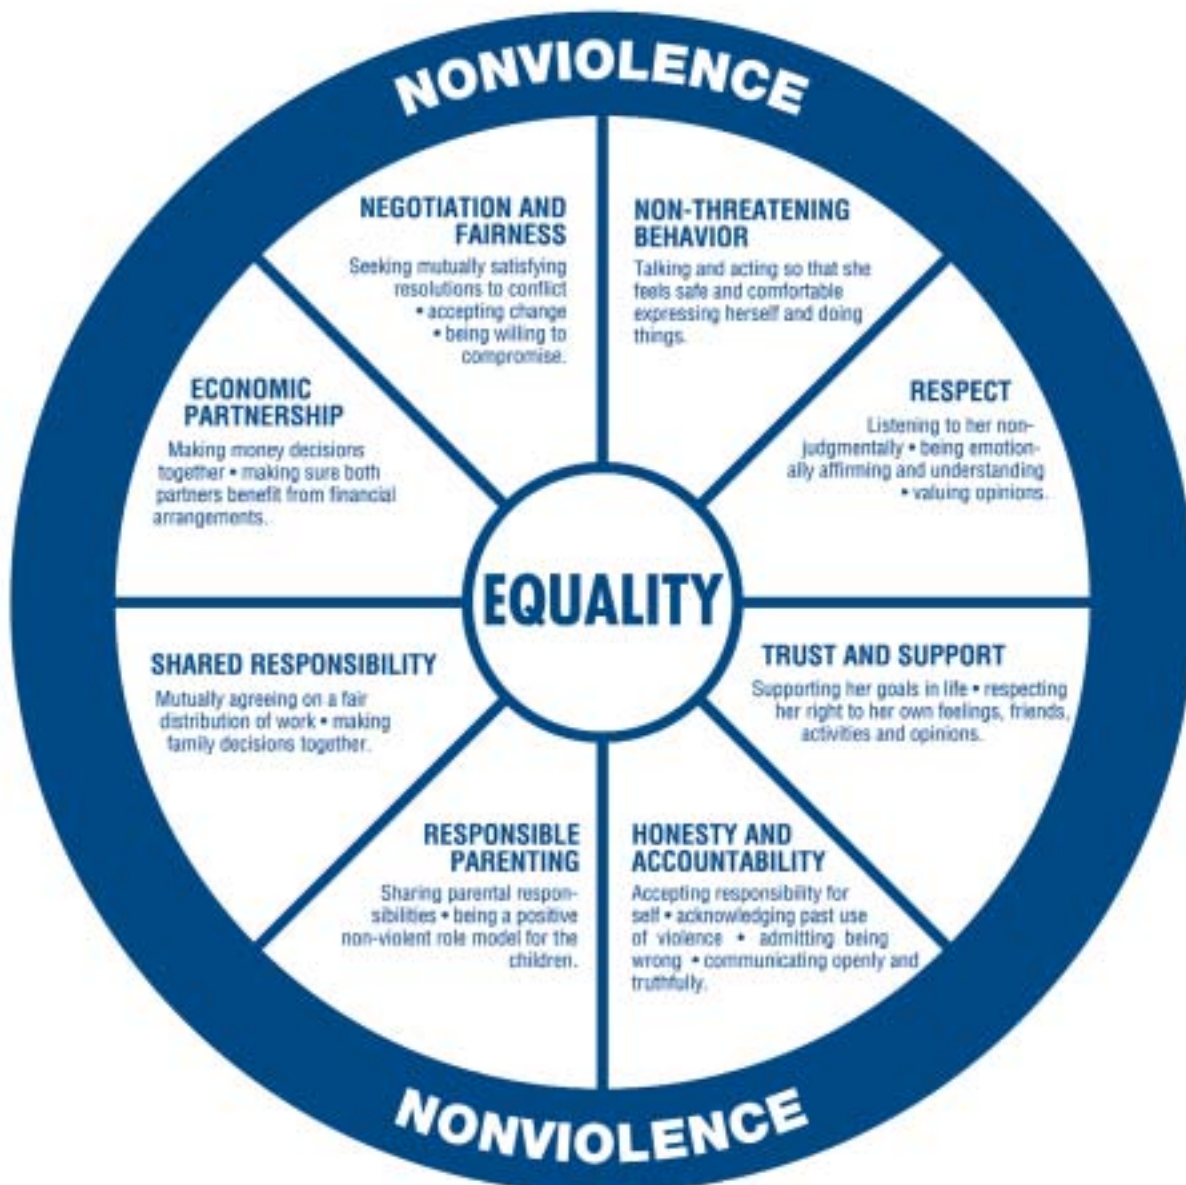 NONVIOLENCE
NEGOTIATION AND
FAIRNESS
Seeking mutually satisfying
resolutions to conflict
• accepting change
• being willing to
compromise.
NON-THREATENING
BEHAVIOR
Talking and acting so that she
feels safe and comfortable
expressing herself and doing
things.
ECONOMIC
PARTNERSHIP
Making money decisions
together • making sure both
partners benefit from financial
arrangements.
RESPECT
Listening to her non-
judgmentally • being emotion-
ally affirming and understanding
• valuing opinions.
EQUALITY
SHARED RESPONSIBILITY
Mutually agreeing on a fair
distribution of work • making
family decisions together.
TRUST AND SUPPORT
Supporting her goals in life • respecting
her right to her own feelings, friends,
activities and opinions.
RESPONSIBLE
PARENTING
Sharing parental respon-
sibilities • being a positive
non-violent role model for the
children.
HONESTY AND
ACCOUNTABILITY
Accepting responsibility for
self • acknowledging past use
of violence • admitting being
wrong • communicating openly and
truthfully.
NONVIOLENCE